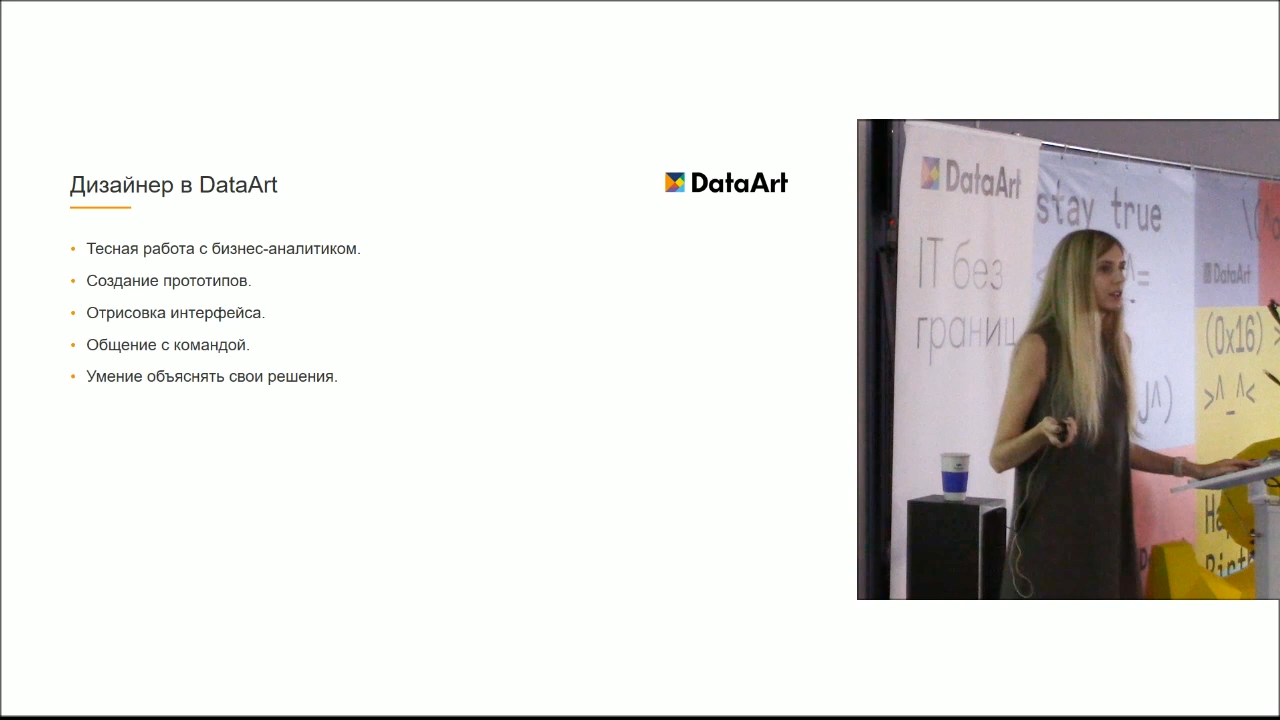 Дизайнер в DataArt
DataArt
Тесная работа с бизнес-аналитиком.
Создание прототипов.
Отрисовка интерфейса.
Общение с командой.
Умение объяснять свои решения.
DataArt
IT без
границ
stay true
DataArt
(0x16)
>^_^<